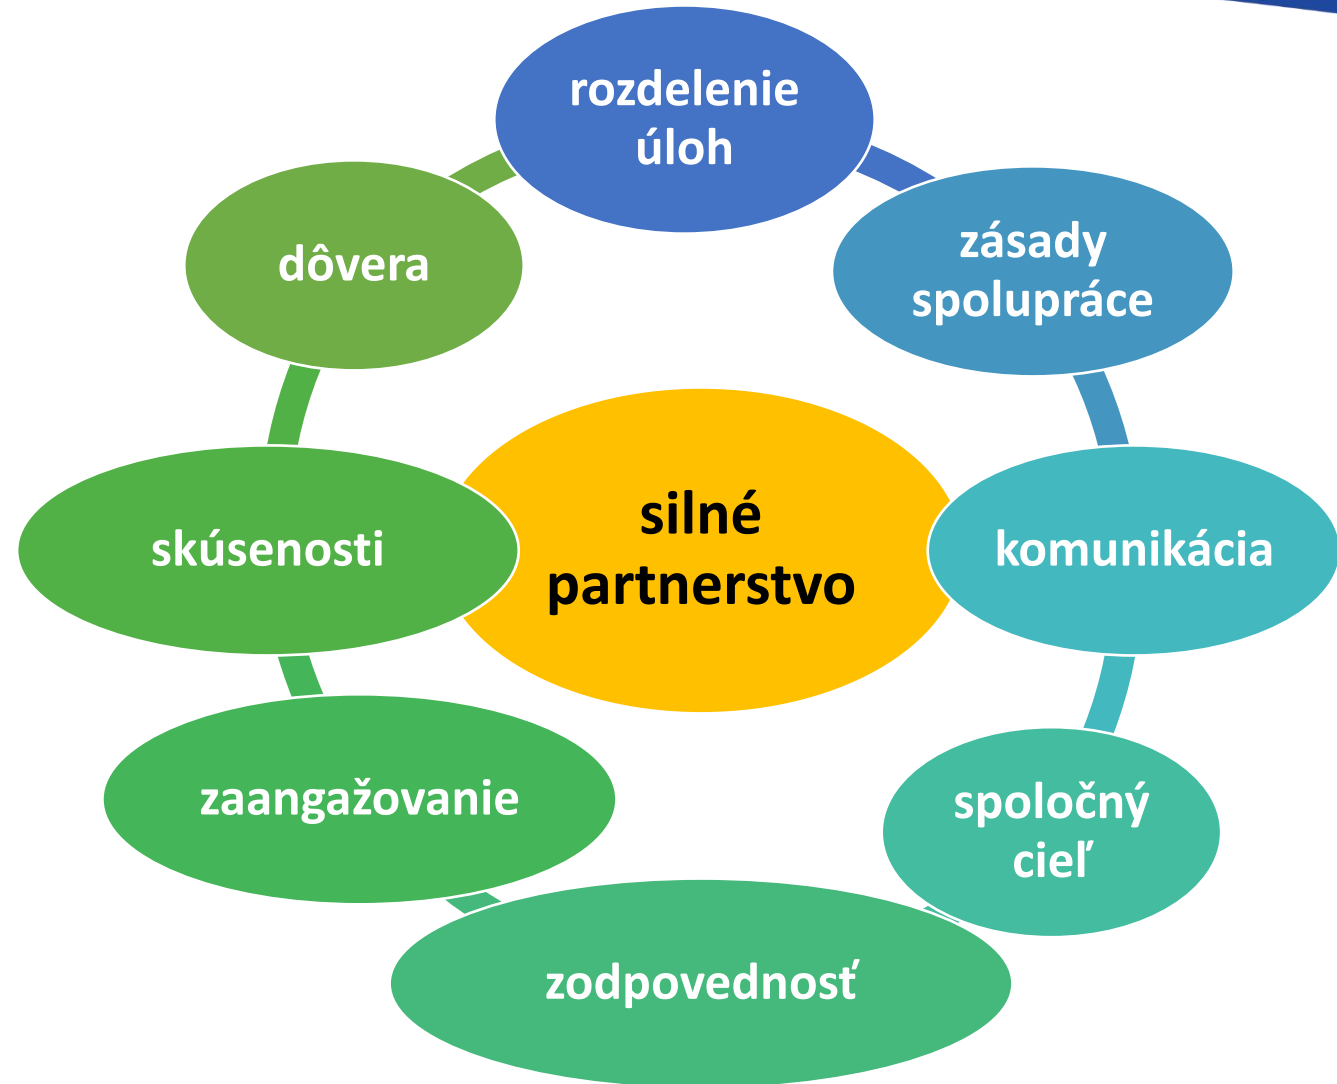 rozdelenie
úloh
zásady
spolupráce
dôvera
silné
partnerstvo
skúsenosti
komunikácia
zaangažovanie
spoločný
cieľ
zodpovednosť